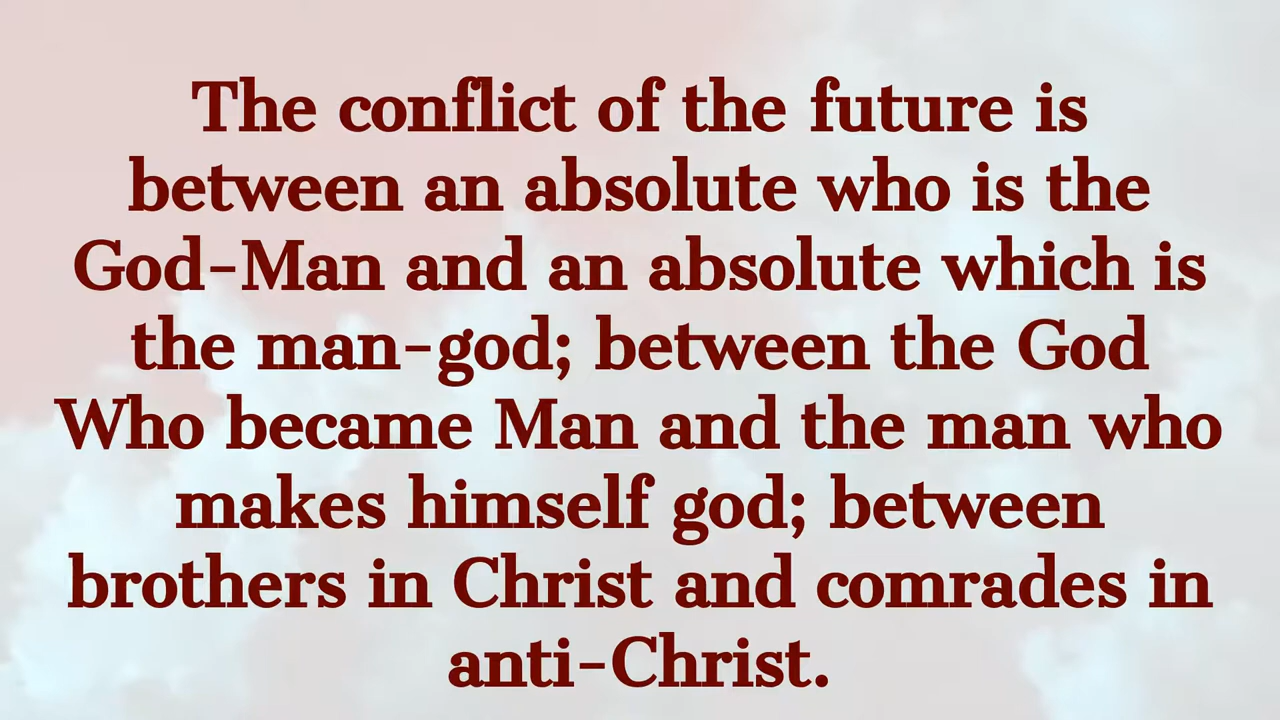 The conflict of the future is
between an absolute who is the
God-Man and an absolute which is
the man-god; between the God
Who became Man and the man who
makes himself god; between
brothers in Christ and comrades in
anti-Christ.